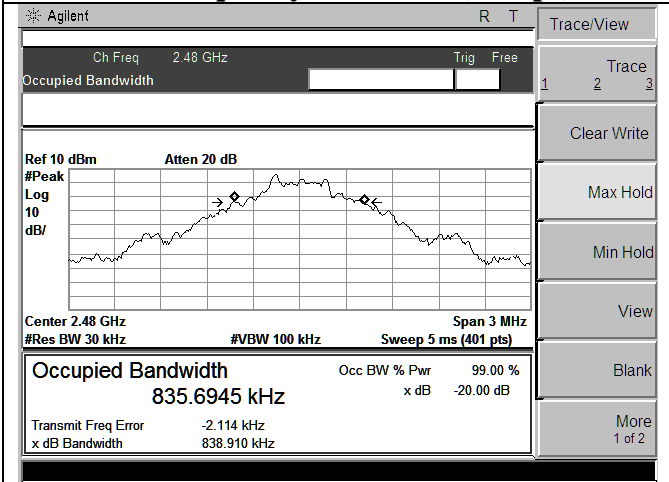 Agilent R T
Ch Freq 2.48 GHz Trig Free
Occupied Bandwidth
Ref 10 dBm Atten 20 dB
#Peak
Log
10
dB/
Center 2.48 GHz Span 3 MHz
#Res BW 30 kHz #VBW 100 kHz Sweep 5 ms (401 pts)
Occupied Bandwidth
835.6945 kHz
Occ BW % Pwr 99.00 %
x dB -20.00 dB
Transmit Freq Error -2.114 kHz
x dB Bandwidth 838.910 kHz
Trace/View
Trace
1 2 3
Clear Write
Max Hold
Min Hold
View
Blank
More
1 of 2